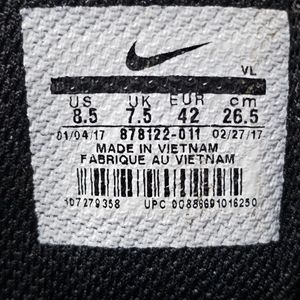 VL
US UK EUR cm
8.5 7.5 42 26.5
01/04/17 878122-011 02/27/17
MADE IN VIETNAM
FABRIQUE AU VIETNAM
107279358 UPC 00886691016250